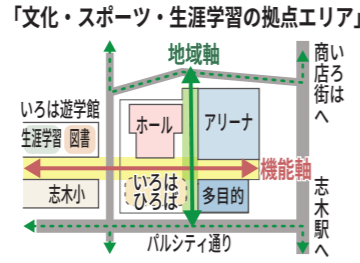 「文化・スポーツ・生涯学習の拠点エリア」
地域軸
いろは
商店街へ
いろは遊学館
生涯学習 図書
ホール
アリーナ
機能軸
志木小
いろは
ひろば
多目的
志木駅へ
パルシティ通り